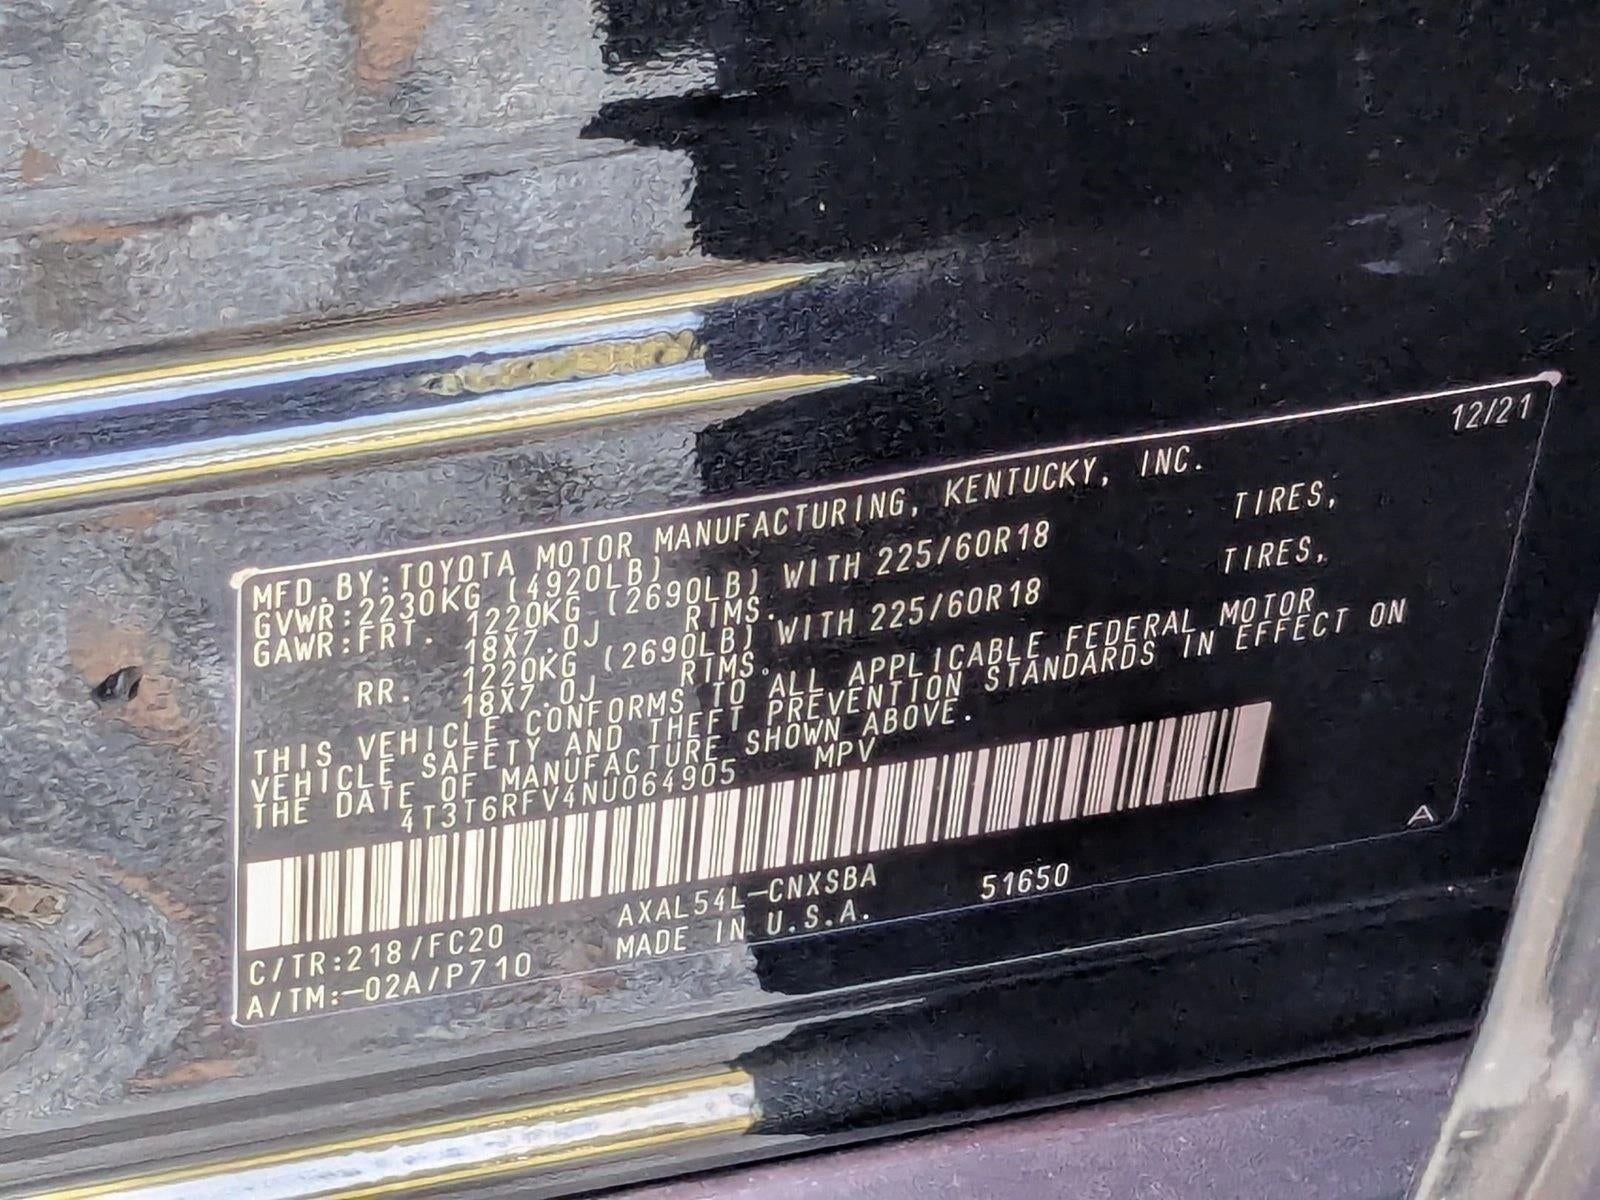 12/21
MFD.BY:TOYOTA MOTOR MANUFACTURING, KENTUCKY, INC.
GVWR:2230KG (4920LB)
GAWR:FRT. 1220KG (2690LB) WITH 225/60R18 TIRES,
18X7.0J RIMS.
RR. 1220KG (2690LB) WITH 225/60R18 TIRES,
18X7.0J RIMS.
THIS VEHICLE CONFORMS TO ALL APPLICABLE FEDERAL MOTOR
VEHICLE SAFETY AND THEFT PREVENTION STANDARDS IN EFFECT ON
THE DATE OF MANUFACTURE SHOWN ABOVE.
4T3T6RFV4NU064905 MPV
A
C/TR:218/FC20 AXAL54L-CNXSBA 51650
A/TM:-02A/P710 MADE IN U.S.A.